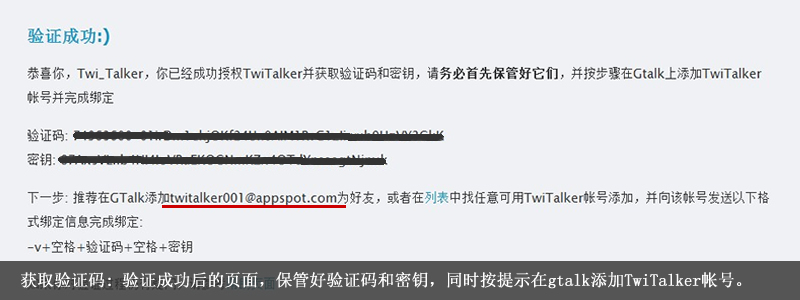 验证成功:)
恭喜你，Twi_Talker，你已经成功授权TwiTalker并获取验证码和密钥，请务必首先保管好它们，并按步骤在Gtalk上添加TwiTalker
帐号并完成绑定
验证码:
密钥:
下一步: 推荐在GTalk添加twitalker001@appspot.com为好友，或者在列表中找任意可用TwiTalker帐号添加，并向该帐号发送以下格
式绑定信息完成绑定:
-v+空格+验证码+空格+密钥
获取验证码: 验证成功后的页面，保管好验证码和密钥，同时按提示在gtalk添加TwiTalker帐号。